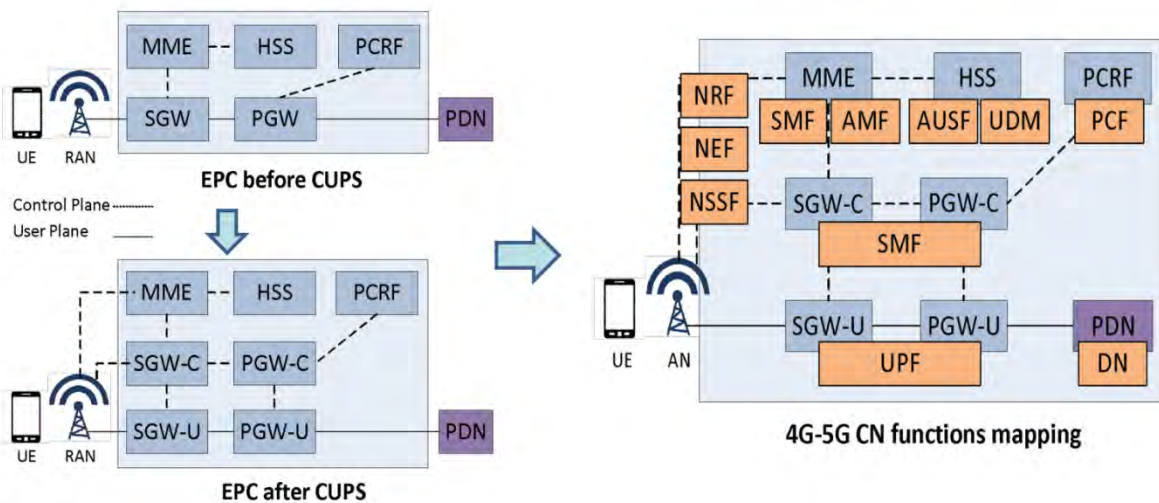 MME HSS PCRF
SGW PGW PDN
UE RAN
EPC before CUPS
Control Plane
User Plane
MME HSS PCRF
SGW-C PGW-C
SGW-U PGW-U PDN
UE RAN
EPC after CUPS
MME HSS PCRF
NRF
SMF AMF AUSF UDM PCF
NEF
NSSF SGW-C PGW-C
SMF
SGW-U PGW-U PDN
UE AN UPF DN
4G-5G CN functions mapping